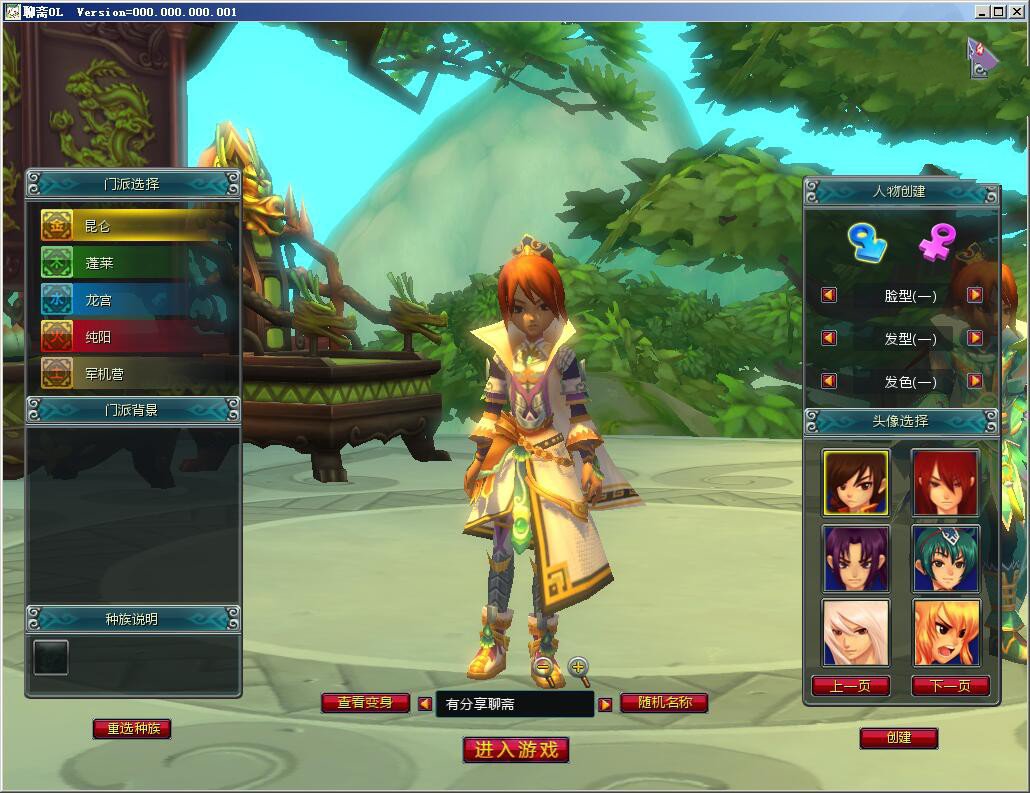 聊斋OL Version=000.000.000.001
门派选择
金 昆仑
木 蓬莱
水 龙宫
火 纯阳
土 军机营
门派背景
种族说明
重选种族
人物创建
脸型(一)
发型(一)
发色(一)
头像选择
上一页 下一页
创建
查看变身 有分享聊斋 随机名称
进入游戏